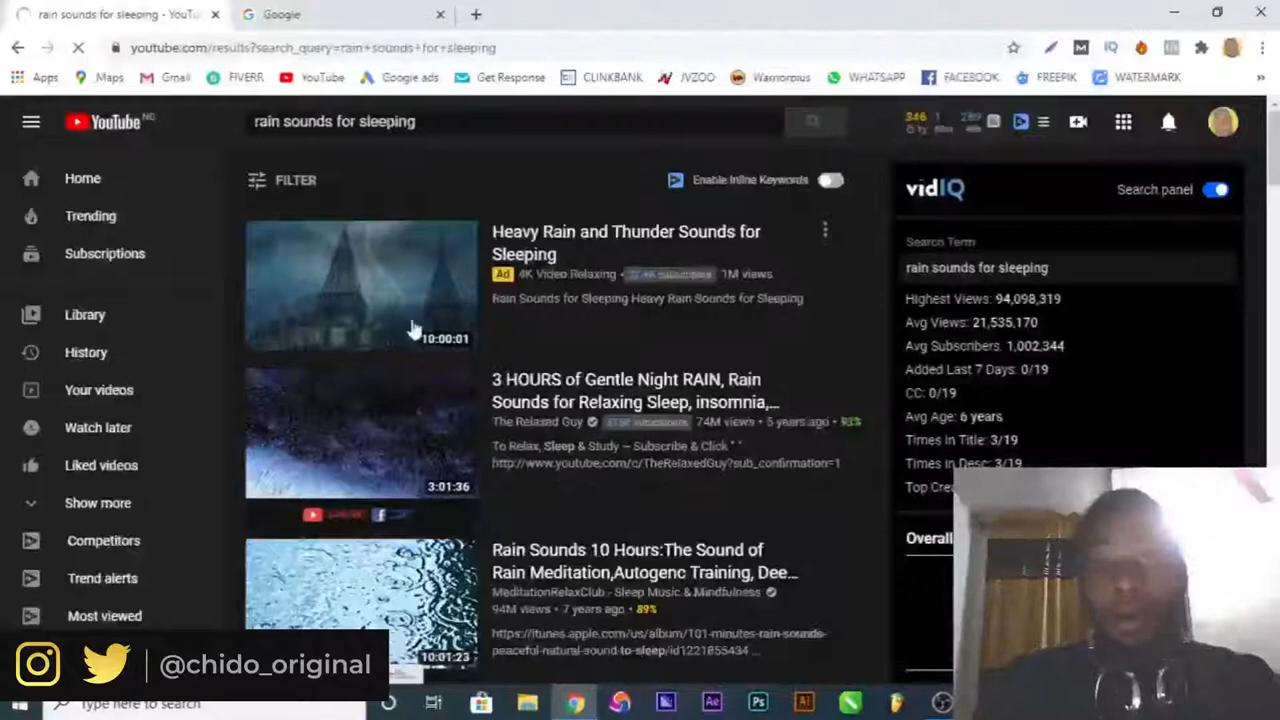 rain sounds for sleeping - YouTu
Google
youtube.com/results?search_query=rain+sounds+for+sleeping
Apps
Maps
Gmail
FIVERR
YouTube
Google ads
Get Response
CLINKBANK
JVZOO
Warriorplus
WHATSAPP
FACEBOOK
FREEPIK
WATERMARK
YouTube NG
rain sounds for sleeping
346
1
Home
Trending
Subscriptions
Library
History
Your videos
Watch later
Liked videos
Show more
Competitors
Trend alerts
Most viewed
FILTER
Enable Inline Keywords
Heavy Rain and Thunder Sounds for
Sleeping
Ad 4K Video Relaxing • 1M views
Rain Sounds for Sleeping Heavy Rain Sounds for Sleeping
10:00:01
3 HOURS of Gentle Night RAIN, Rain
Sounds for Relaxing Sleep, insomnia,...
The Relaxed Guy 74M views • 5 years ago • 93%
To Relax, Sleep & Study – Subscribe & Click " "
http://www.youtube.com/c/TheRelaxedGuy?sub_confirmation=1
3:01:36
Rain Sounds 10 Hours:The Sound of
Rain Meditation,Autogenc Training, Dee...
MeditationRelaxClub - Sleep Music & Mindfulness
94M views • 7 years ago • 89%
https://itunes.apple.com/us/album/101-minutes-rain-sounds-
peaceful-natural-sound-to-sleep/id1221855434 ...
10:01:23
vidIQ
Search panel
Search Term
rain sounds for sleeping
Highest Views: 94,098,319
Avg Views: 21,535,170
Avg Subscribers: 1,002,344
Added Last 7 Days: 0/19
CC: 0/19
Avg Age: 6 years
Times in Title: 3/19
Times in Desc: 3/19
Top Cre
Overall
@chido_original
Type here to search